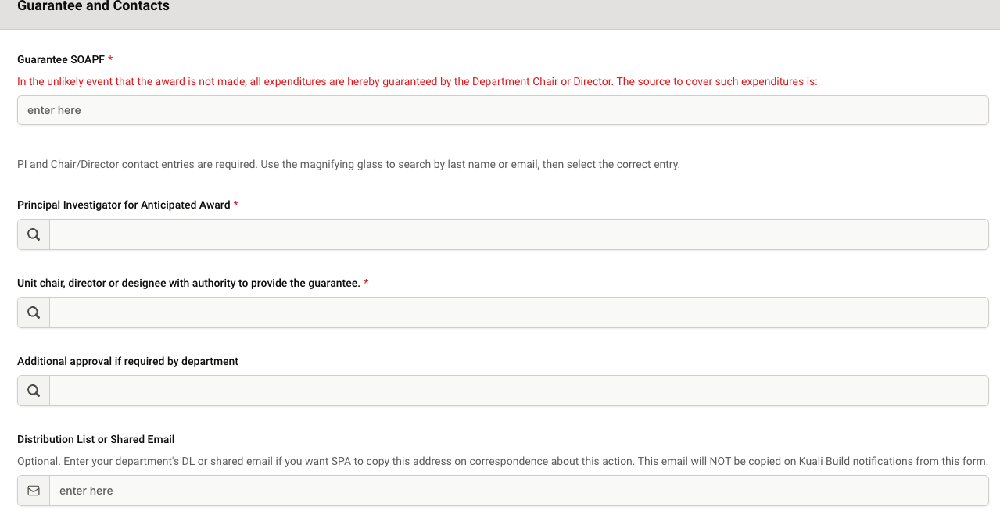 Guarantee and Contacts
Guarantee SOAPF *
In the unlikely event that the award is not made, all expenditures are hereby guaranteed by the Department Chair or Director. The source to cover such expenditures is:
enter here
PI and Chair/Director contact entries are required. Use the magnifying glass to search by last name or email, then select the correct entry.
Principal Investigator for Anticipated Award *
Unit chair, director or designee with authority to provide the guarantee. *
Additional approval if required by department
Distribution List or Shared Email
Optional. Enter your department's DL or shared email if you want SPA to copy this address on correspondence about this action. This email will NOT be copied on Kuali Build notifications from this form.
enter here